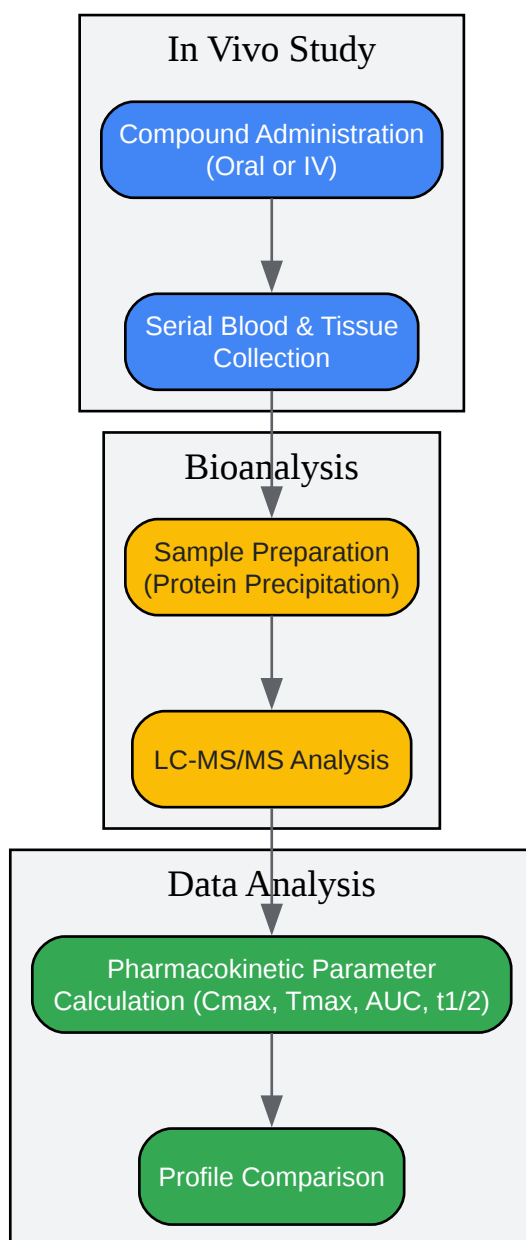 In Vivo Study
Compound Administration
(Oral or IV)
Serial Blood & Tissue
Collection
Bioanalysis
Sample Preparation
(Protein Precipitation)
LC-MS/MS Analysis
Data Analysis
Pharmacokinetic Parameter
Calculation (Cmax, Tmax, AUC, t1/2)
Profile Comparison